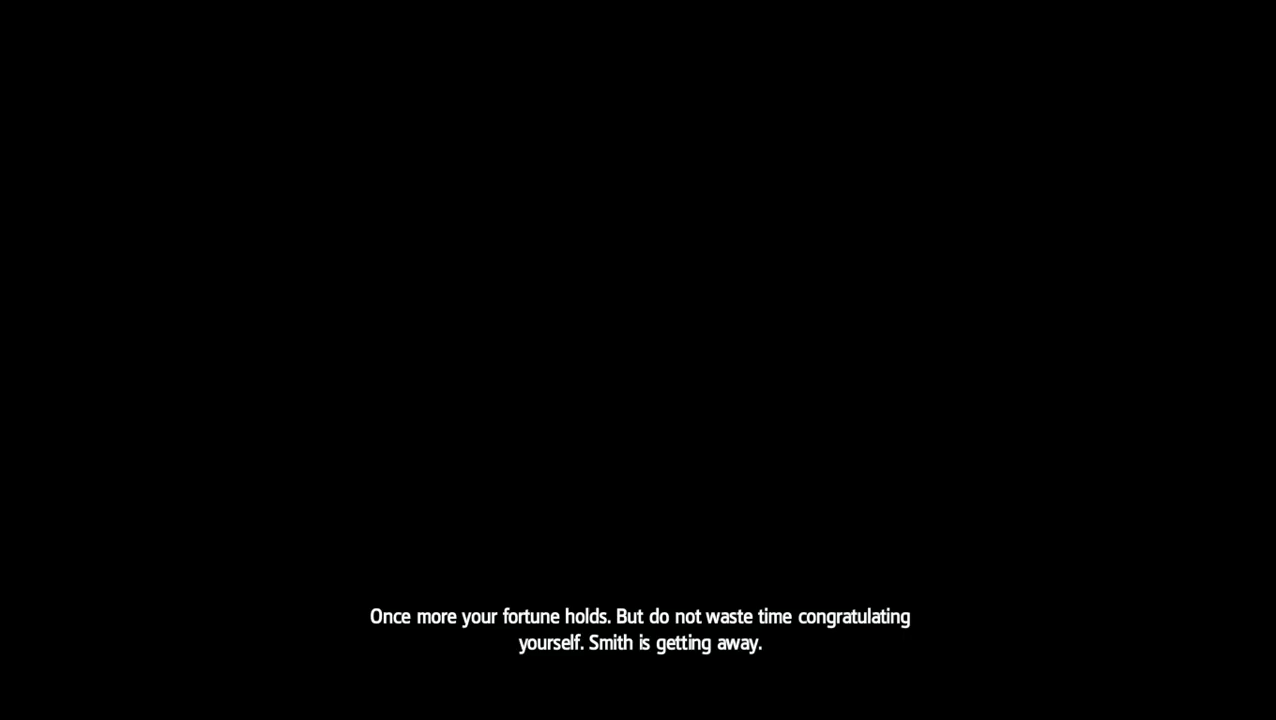 Once more your fortune holds. But do not waste time congratulating
yourself. Smith is getting away.